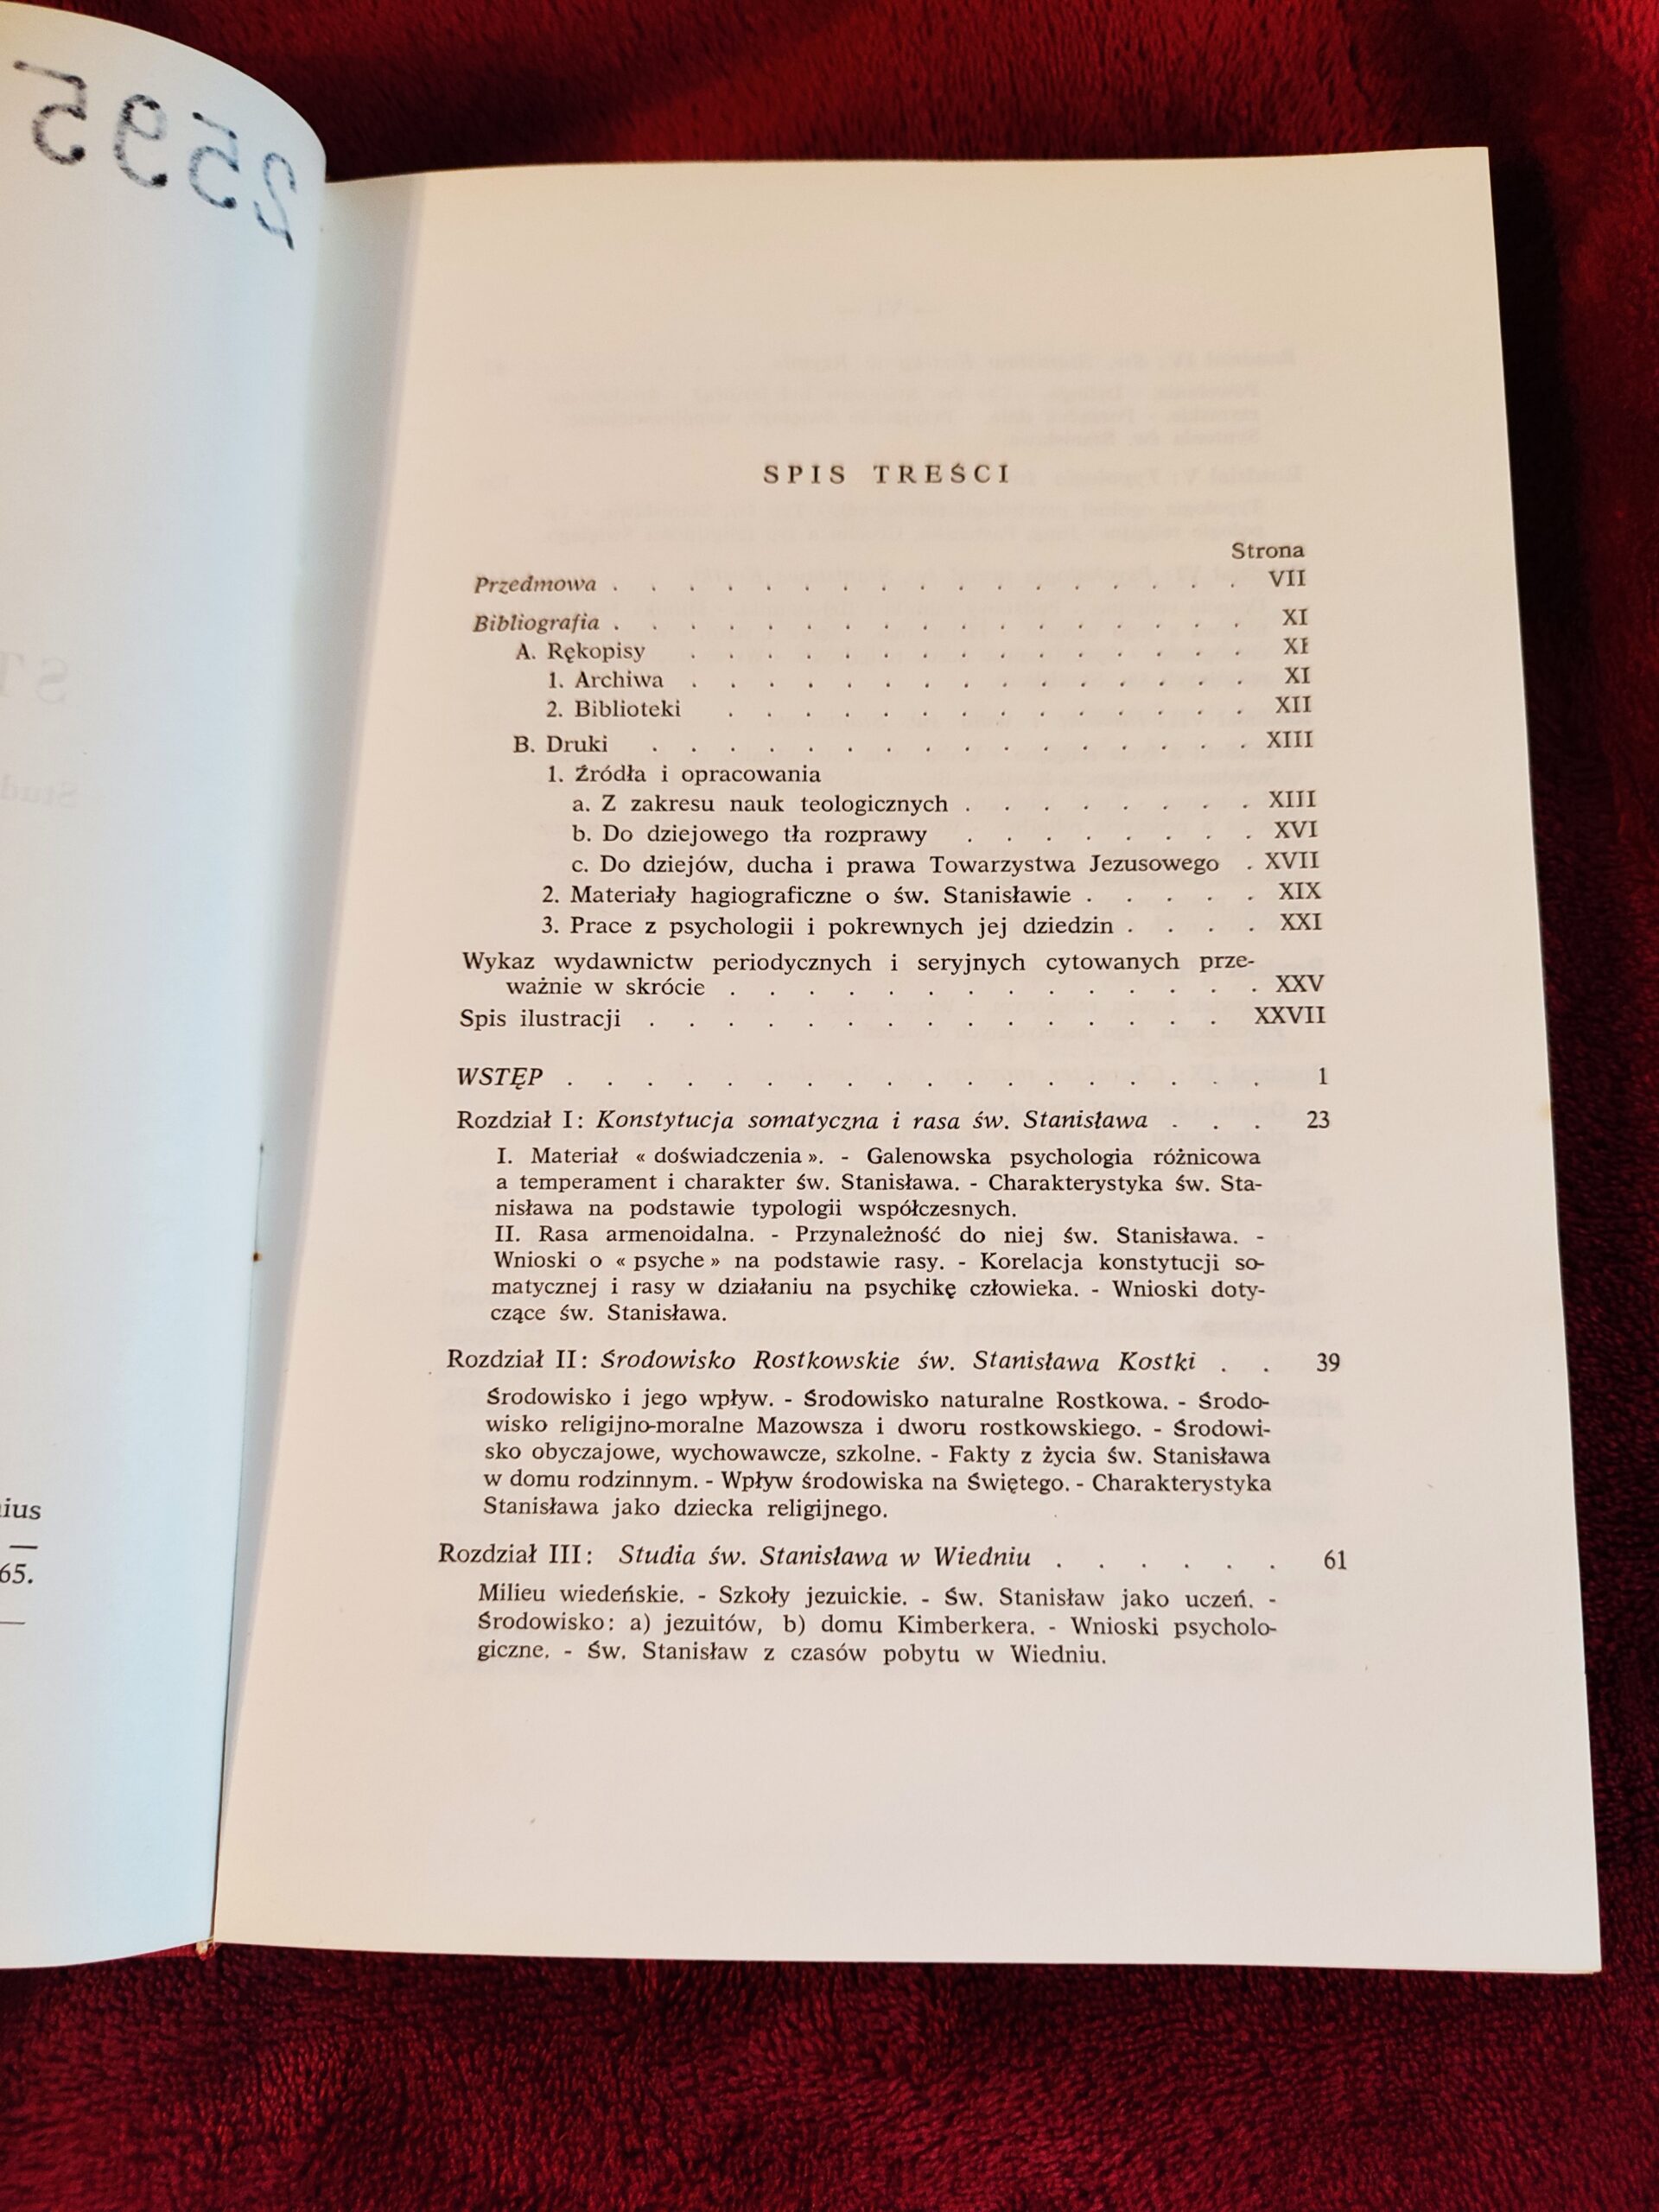 2595
ius
65.
SPIS TREŚCI
Strona
Przedmowa . . . . . . . . . . . . . . . . . VII
Bibliografia . . . . . . . . . . . . . . . . . XI
A. Rękopisy . . . . . . . . . . . . . . . XI
1. Archiwa . . . . . . . . . . . . . . . XI
2. Biblioteki . . . . . . . . . . . . . . XII
B. Druki . . . . . . . . . . . . . . . . XIII
1. Źródła i opracowania
a. Z zakresu nauk teologicznych . . . . . . . . XIII
b. Do dziejowego tła rozprawy . . . . . . . . XVI
c. Do dziejów, ducha i prawa Towarzystwa Jezusowego . XVII
2. Materiały hagiograficzne o św. Stanisławie . . . . . XIX
3. Prace z psychologii i pokrewnych jej dziedzin . . . . XXI
Wykaz wydawnictw periodycznych i seryjnych cytowanych prze-
ważnie w skrócie . . . . . . . . . . . . . . XXV
Spis ilustracji . . . . . . . . . . . . . . . XXVII
WSTĘP . . . . . . . . . . . . . . . . . . 1
Rozdział I: Konstytucja somatyczna i rasa św. Stanisława . . . 23
I. Materiał « doświadczenia ». - Galenowska psychologia różnicowa
a temperament i charakter św. Stanisława. - Charakterystyka św. Sta-
nisława na podstawie typologii współczesnych.
II. Rasa armenoidalna. - Przynależność do niej św. Stanisława. -
Wnioski o « psyche » na podstawie rasy. - Korelacja konstytucji so-
matycznej i rasy w działaniu na psychikę człowieka. - Wnioski doty-
czące św. Stanisława.
Rozdział II: Środowisko Rostkowskie św. Stanisława Kostki . . 39
Środowisko i jego wpływ. - Środowisko naturalne Rostkowa. - Środo-
wisko religijno-moralne Mazowsza i dworu rostkowskiego. - Środowi-
sko obyczajowe, wychowawcze, szkolne. - Fakty z życia św. Stanisława
w domu rodzinnym. - Wpływ środowiska na Świętego. - Charakterystyka
Stanisława jako dziecka religijnego.
Rozdział III: Studia św. Stanisława w Wiedniu . . . . . . 61
Milieu wiedeńskie. - Szkoły jezuickie. - Św. Stanisław jako uczeń. -
Środowisko: a) jezuitów, b) domu Kimberkera. - Wnioski psycholo-
giczne. - Św. Stanisław z czasów pobytu w Wiedniu.